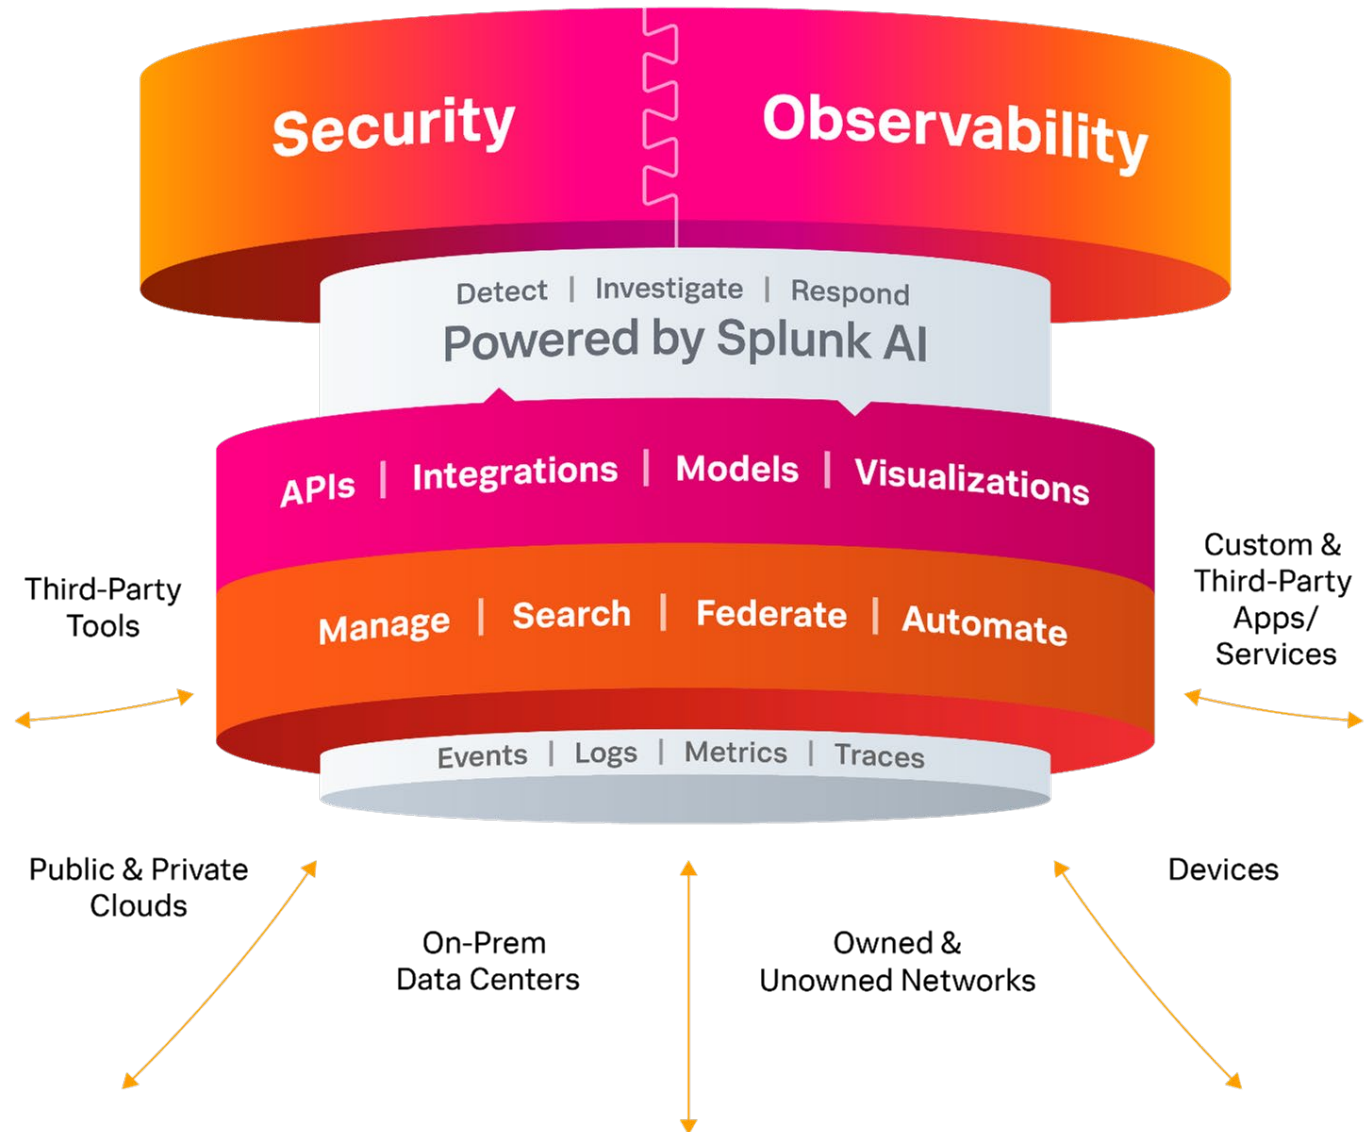 Security
Observability
Detect | Investigate | Respond
Powered by Splunk AI
APIs | Integrations | Models | Visualizations
Manage | Search | Federate | Automate
Events | Logs | Metrics | Traces
Third-Party
Tools
Custom &
Third-Party
Apps/
Services
Public & Private
Clouds
On-Prem
Data Centers
Owned &
Unowned Networks
Devices